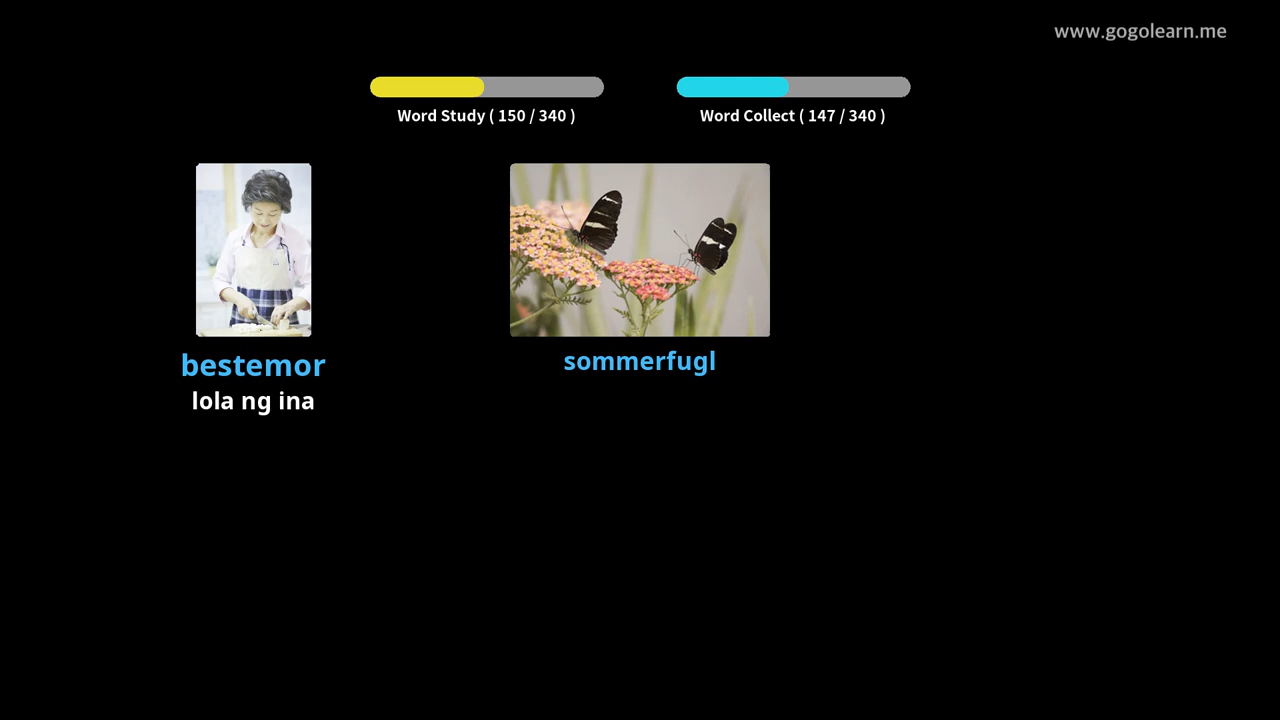 www.gogolearn.me
Word Study ( 150 / 340 )
Word Collect ( 147 / 340 )
bestemor
lola ng ina
sommerfugl